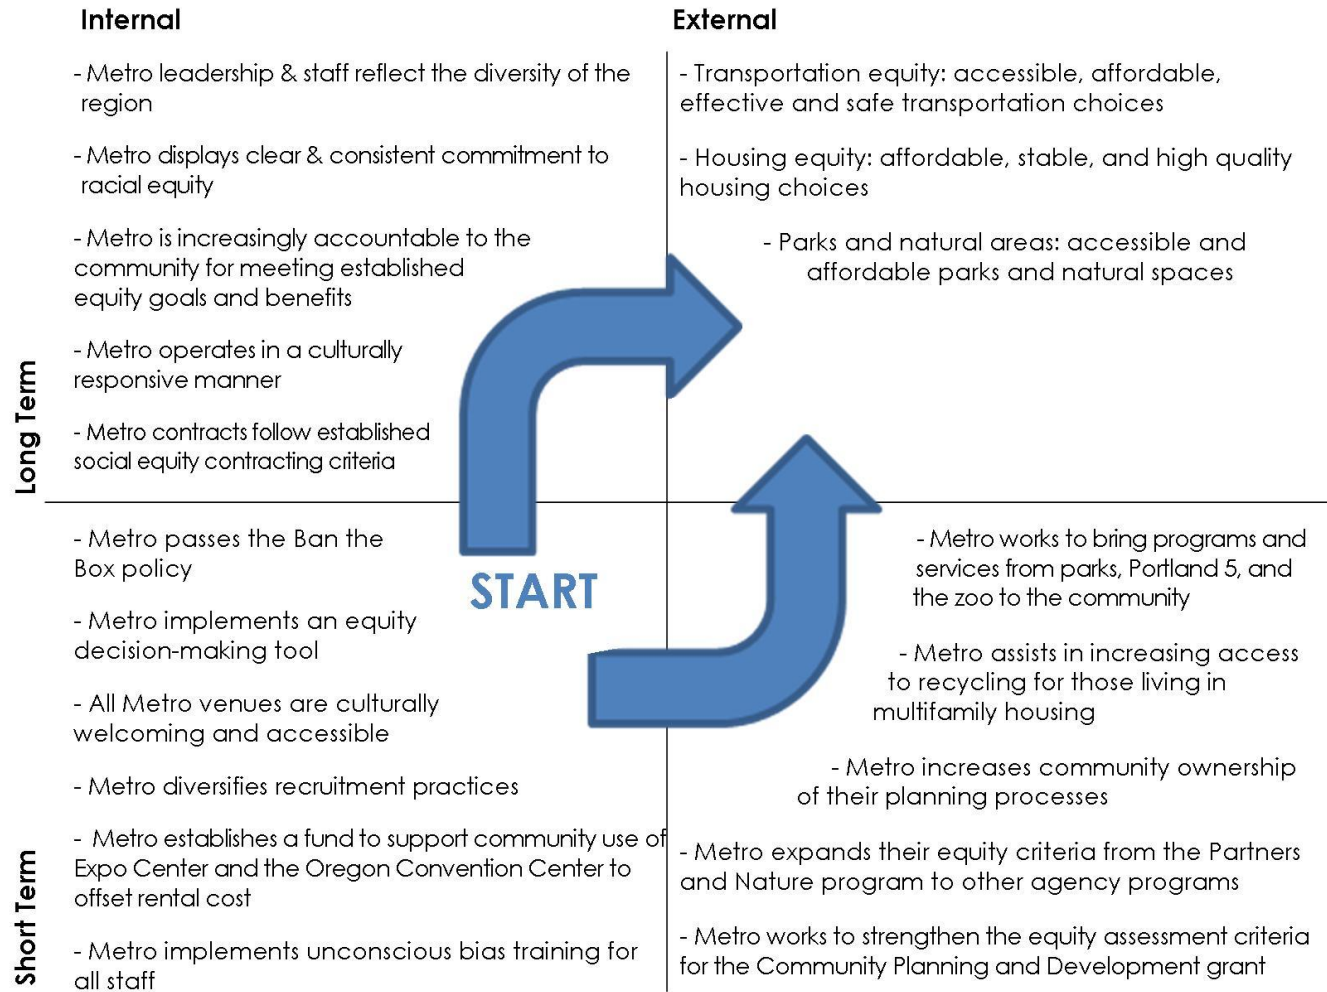 Internal
External
Long Term
- Metro leadership & staff reflect the diversity of the
region
- Metro displays clear & consistent commitment to
racial equity
- Metro is increasingly accountable to the
community for meeting established
equity goals and benefits
- Metro operates in a culturally
responsive manner
- Metro contracts follow established
social equity contracting criteria
- Transportation equity: accessible, affordable,
effective and safe transportation choices
- Housing equity: affordable, stable, and high quality
housing choices
- Parks and natural areas: accessible and
affordable parks and natural spaces
START
Short Term
- Metro passes the Ban the
Box policy
- Metro implements an equity
decision-making tool
- All Metro venues are culturally
welcoming and accessible
- Metro diversifies recruitment practices
- Metro establishes a fund to support community use of
Expo Center and the Oregon Convention Center to
offset rental cost
- Metro implements unconscious bias training for
all staff
- Metro works to bring programs and
services from parks, Portland 5, and
the zoo to the community
- Metro assists in increasing access
to recycling for those living in
multifamily housing
- Metro increases community ownership
of their planning processes
- Metro expands their equity criteria from the Partners
and Nature program to other agency programs
- Metro works to strengthen the equity assessment criteria
for the Community Planning and Development grant